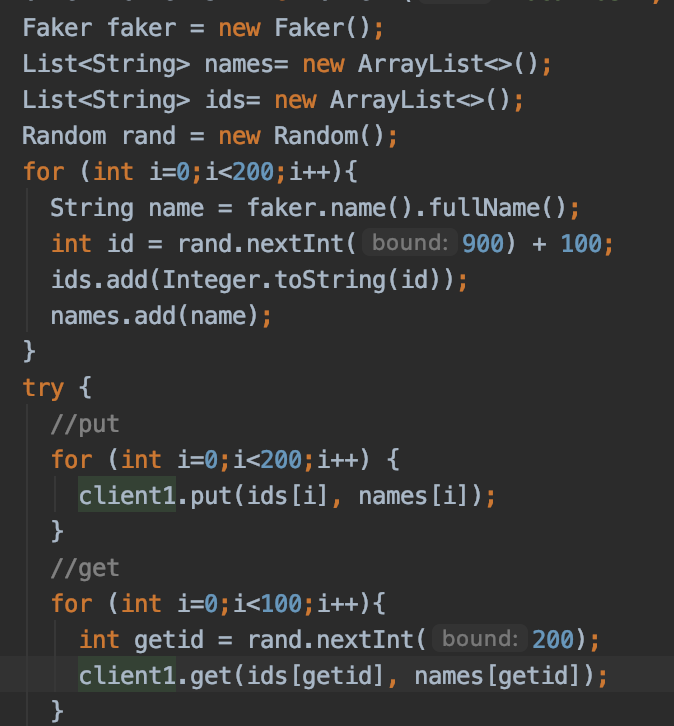 Faker faker = new Faker();
List<String> names= new ArrayList<>();
List<String> ids= new ArrayList<>();
Random rand = new Random();
for (int i=0;i<200;i++){
String name = faker.name().fullName();
int id = rand.nextInt( bound: 900) + 100;
ids.add(Integer.toString(id));
names.add(name);
}
try {
//put
for (int i=0;i<200;i++) {
client1.put(ids[i], names[i]);
}
//get
for (int i=0;i<100;i++){
int getid = rand.nextInt( bound: 200);
client1.get(ids[getid], names[getid]);
}